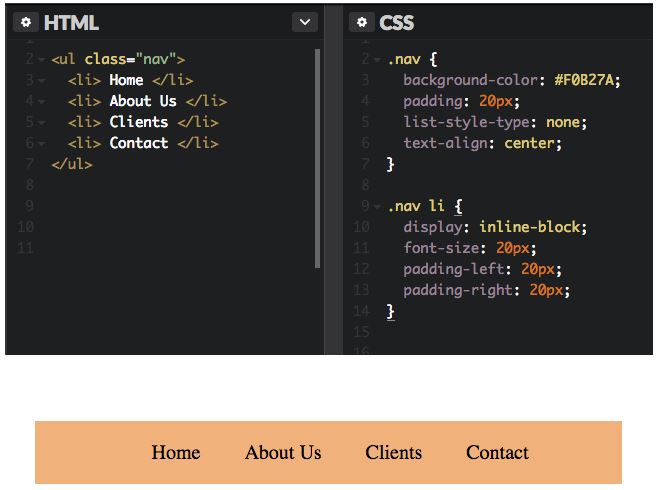 HTML
1
2 <ul class="nav">
3 <li> Home </li>
4 <li> About Us </li>
5 <li> Clients </li>
6 <li> Contact </li>
7 </ul>
8
9
10
11
CSS
1
2 .nav {
3 background-color: #F0B27A;
4 padding: 20px;
5 list-style-type: none;
6 text-align: center;
7 }
8
9 .nav li {
10 display: inline-block;
11 font-size: 20px;
12 padding-left: 20px;
13 padding-right: 20px;
14 }
15
16
Home About Us Clients Contact